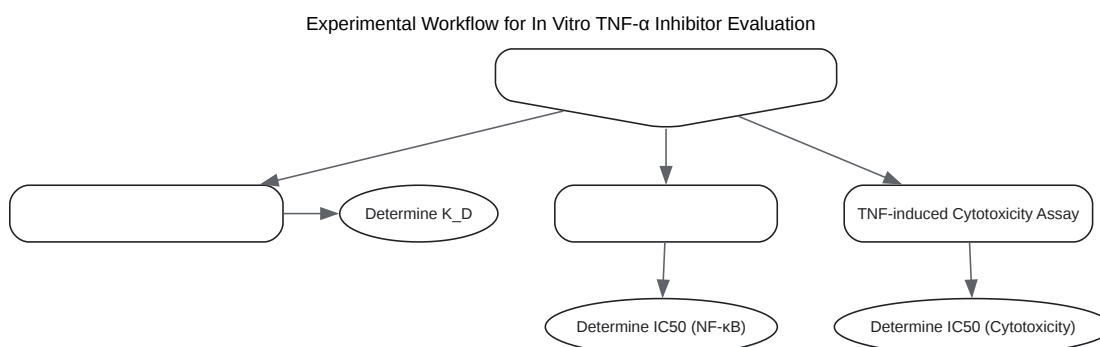 Experimental Workflow for In Vitro TNF-α Inhibitor Evaluation
Determine K_D
TNF-induced Cytotoxicity Assay
Determine IC50 (NF-κB)
Determine IC50 (Cytotoxicity)